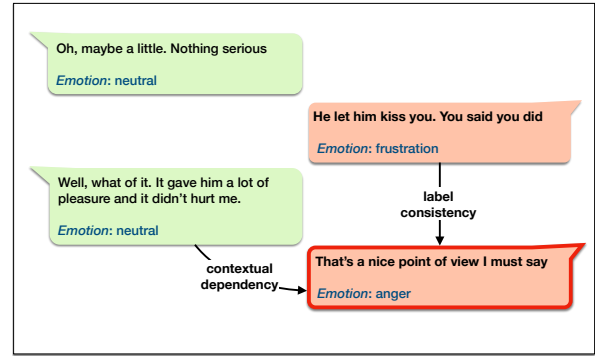 Oh, maybe a little. Nothing serious
Emotion: neutral
He let him kiss you. You said you did
Emotion: frustration
Well, what of it. It gave him a lot of
pleasure and it didn't hurt me.
Emotion: neutral
label
consistency
That's a nice point of view I must say
Emotion: anger
contextual
dependency